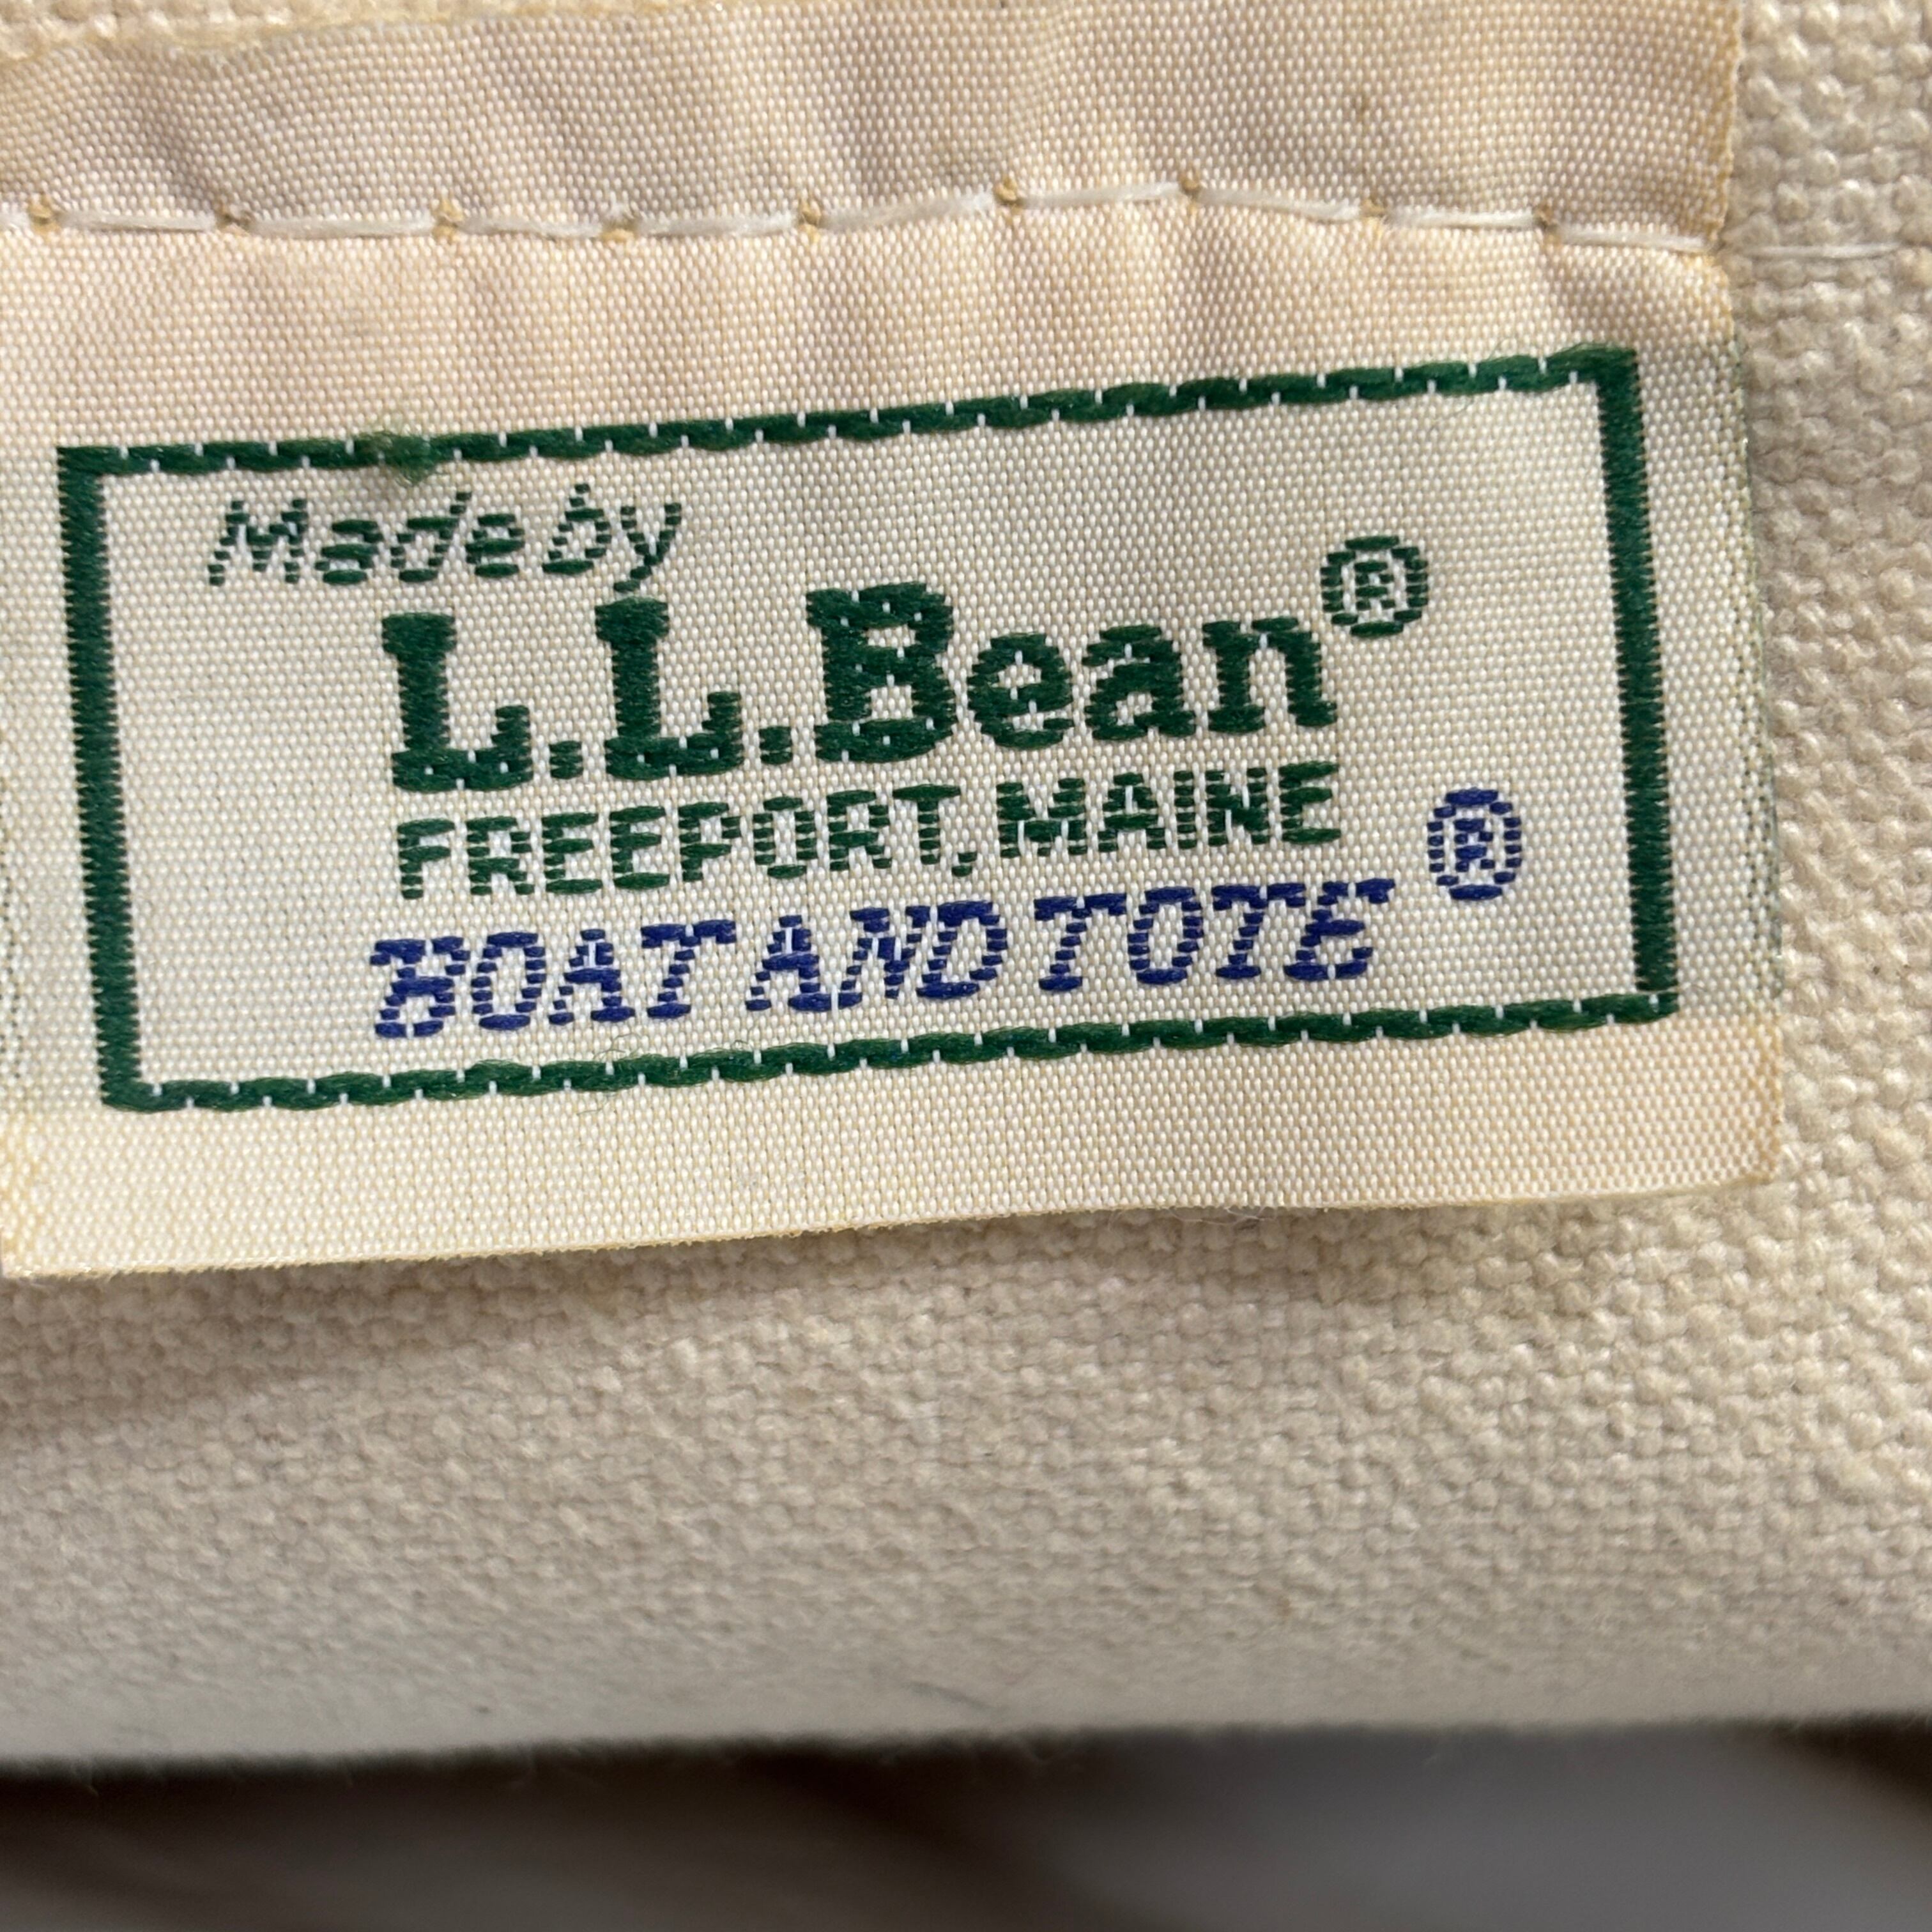 Made by
L.L.Bean®
FREEPORT, MAINE
BOAT AND TOTE®